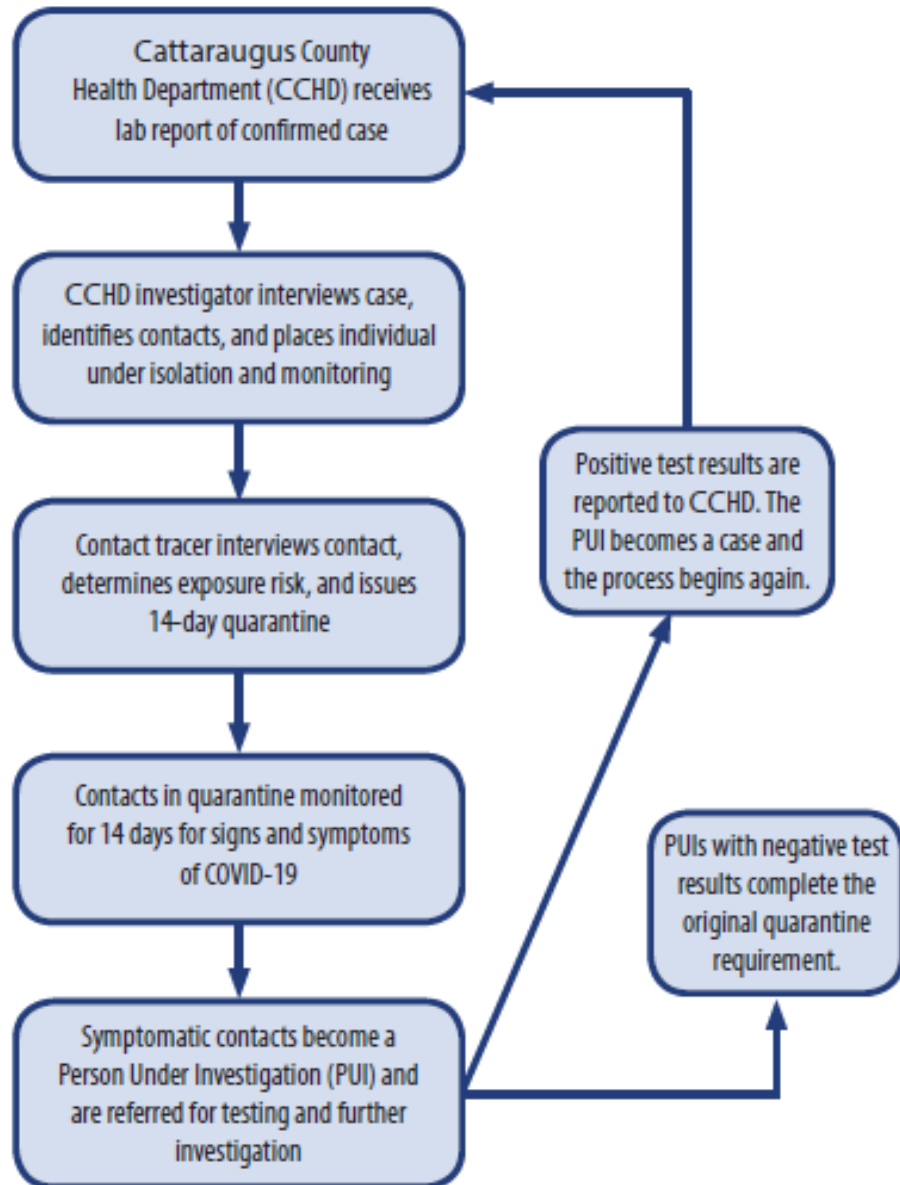 Cattaraugus County
Health Department (CCHD) receives
lab report of confirmed case
CCHD investigator interviews case,
identifies contacts, and places individual
under isolation and monitoring
Contact tracer interviews contact,
determines exposure risk, and issues
14-day quarantine
Contacts in quarantine monitored
for 14 days for signs and symptoms
of COVID-19
Symptomatic contacts become a
Person Under Investigation (PUI) and
are referred for testing and further
investigation
Positive test results are
reported to CCHD. The
PUI becomes a case and
the process begins again.
PUIs with negative test
results complete the
original quarantine
requirement.